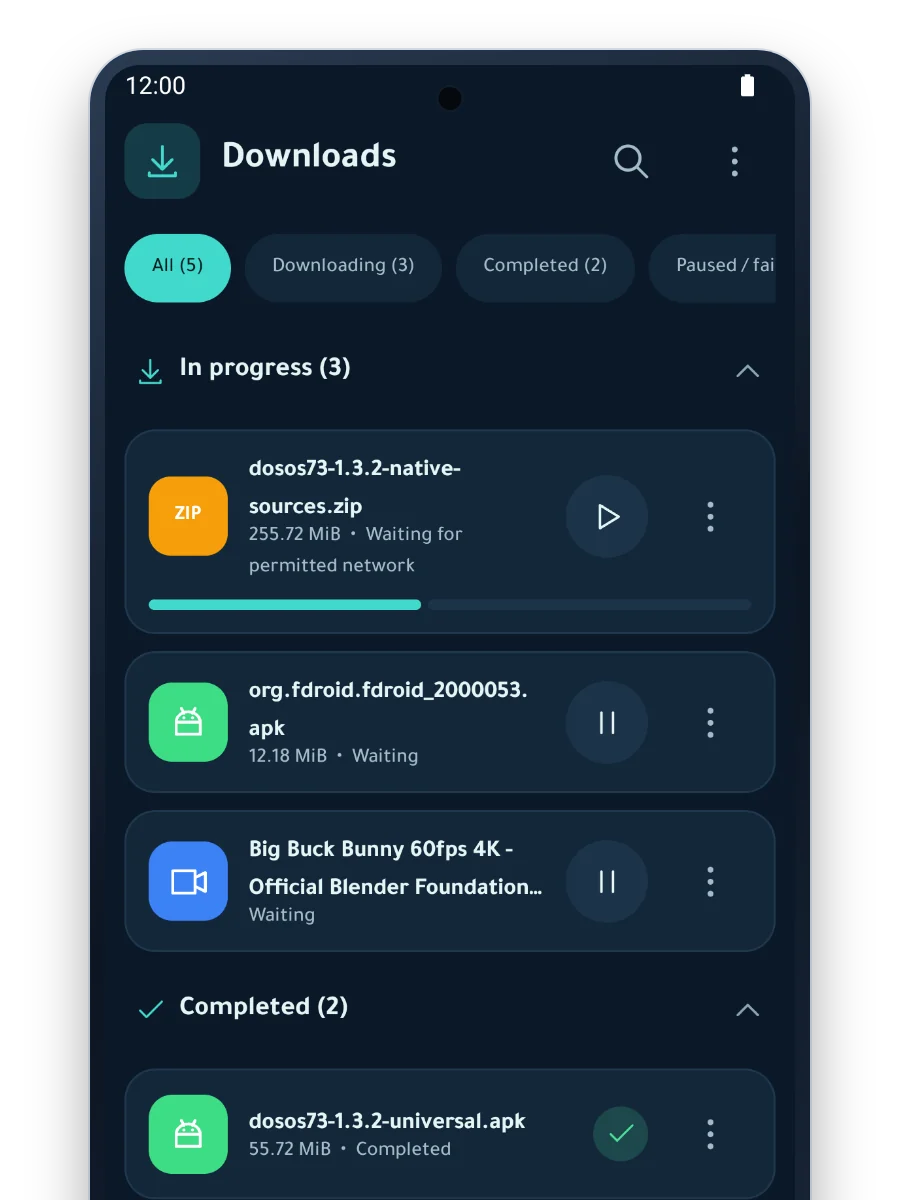 12:00
Downloads
All (5)
Downloading (3)
Completed (2)
Paused / fai
In progress (3)
dosos73-1.3.2-native-
sources.zip
ZIP
255.72 MiB • Waiting for
permitted network
org.fdroid.fdroid_2000053.
apk
12.18 MiB • Waiting
Big Buck Bunny 60fps 4K -
Official Blender Foundation…
Waiting
Completed (2)
dosos73-1.3.2-universal.apk
55.72 MiB • Completed